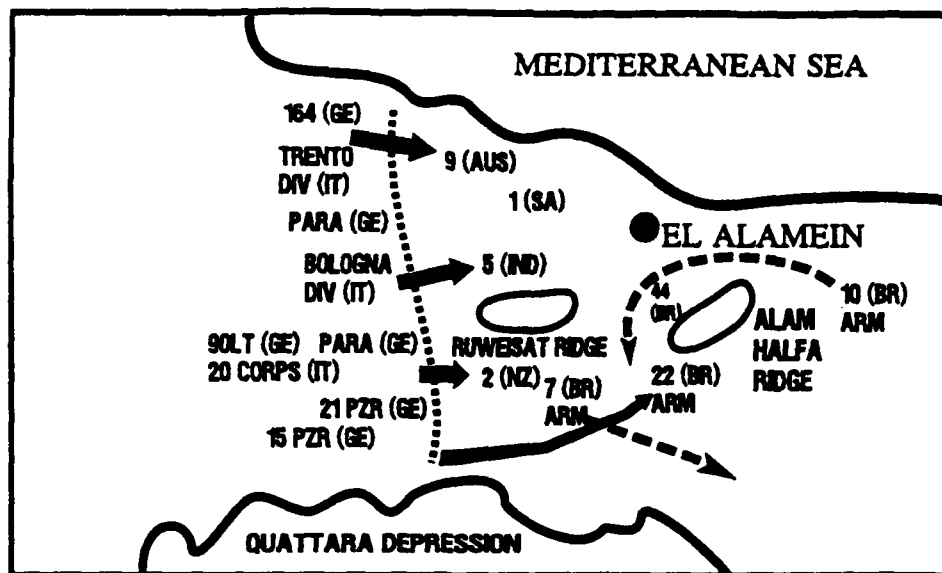 MEDITERRANEAN SEA
164 (GE)
TRENTO
DIV (IT)
9 (AUS)
1 (SA)
PARA (GE)
EL ALAMEIN
BOLOGNA
DIV (IT)
5 (IND)
44
(BR)
10 (BR)
ARM
ALAM
HALFA
RIDGE
RUWEISAT RIDGE
90LT (GE) PARA (GE)
20 CORPS (IT)
2 (NZ)
7 (BR)
ARM
22 (BR)
ARM
21 PZR (GE)
15 PZR (GE)
QUATTARA DEPRESSION